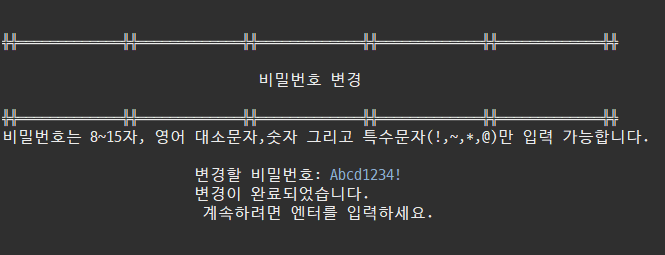 비밀번호 변경
비밀번호는 8~15자, 영어 대소문자,숫자 그리고 특수문자(!,~,*,@)만 입력 가능합니다.
변경할 비밀번호: Abcd1234!
변경이 완료되었습니다.
계속하려면 엔터를 입력하세요.